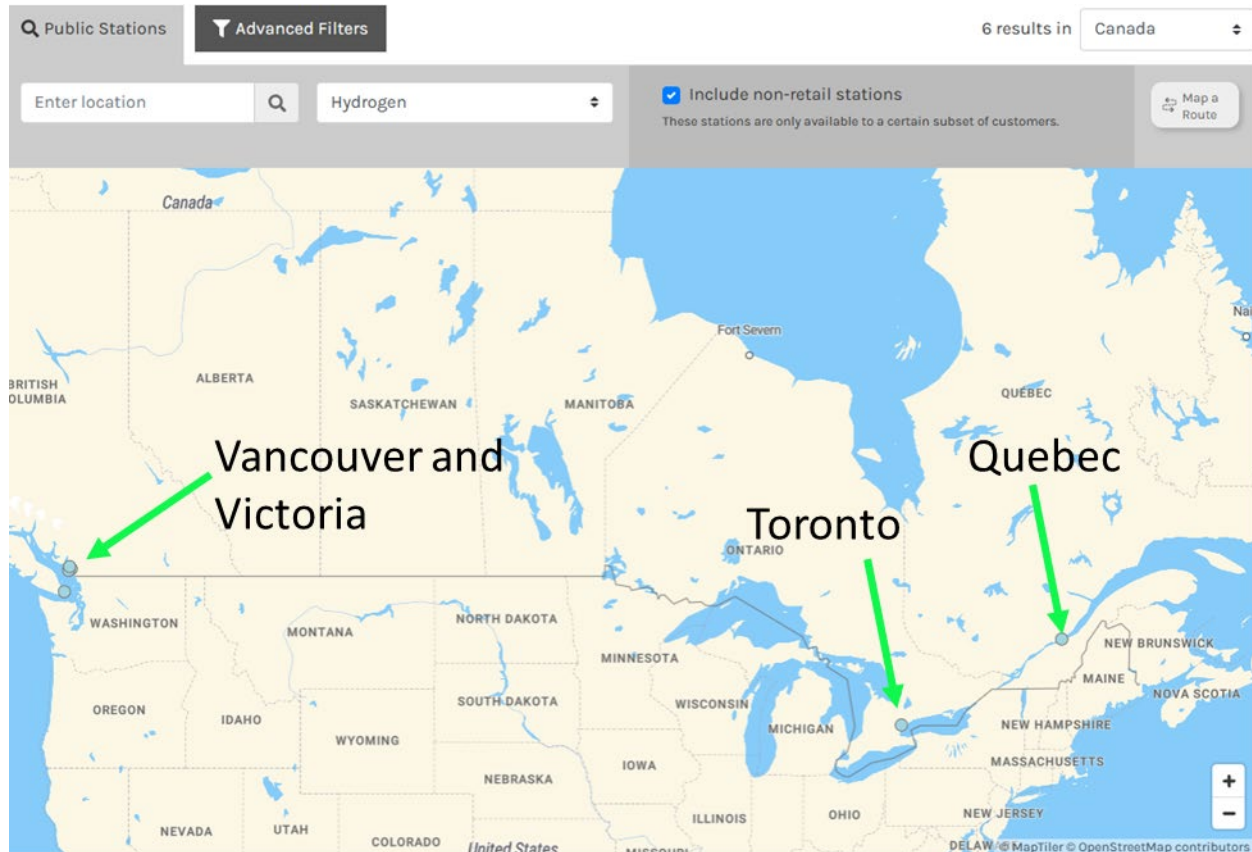 Public Stations
Advanced Filters
6 results in
Canada
Enter location
Hydrogen
Include non-retail stations
These stations are only available to a certain subset of customers.
Map a
Route
Canada
Fort Severn
Na
BRITISH
OLUMBIA
ALBERTA
SASKATCHEWAN
MANITOBA
QUÉBEC
Vancouver and
Victoria
Quebec
Toronto
ONTARIO
WASHINGTON
MONTANA
NORTH DAKOTA
MINNESOTA
NEW BRUNSWICK
MAINE
NOVA SCOTIA
OREGON
IDAHO
SOUTH DAKOTA
WISCONSIN
MICHIGAN
NEW HAMPSHIRE
WYOMING
MASSACHUSETTS
IOWA
NEBRASKA
ILLINOIS
OHIO
NEW JERSEY
NEVADA
UTAH
COLORADO
United States
MISSOURI
DELAW
© MapTiler © OpenStreetMap contributors